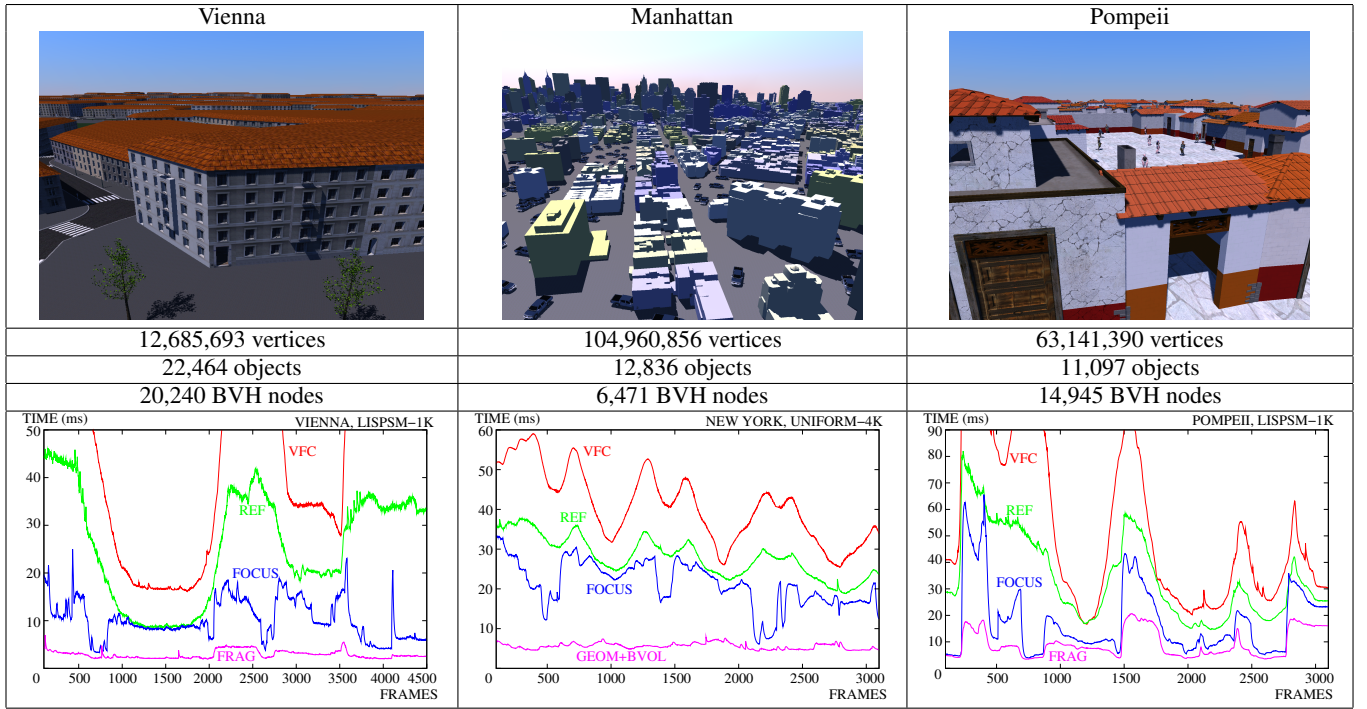 Vienna
Manhattan
Pompeii
12,685,693 vertices
104,960,856 vertices
63,141,390 vertices
22,464 objects
12,836 objects
11,097 objects
20,240 BVH nodes
6,471 BVH nodes
14,945 BVH nodes
TIME (ms)
VIENNA, LISPSM−1K
50
40
30
20
10
VFC
REF
FOCUS
FRAG
0 500 1000 1500 2000 2500 3000 3500 4000 4500
FRAMES
TIME (ms)
NEW YORK, UNIFORM−4K
60
50
40
30
20
10
VFC
REF
FOCUS
GEOM+BVOL
0 500 1000 1500 2000 2500 3000
FRAMES
TIME (ms)
POMPEII, LISPSM−1K
90
80
70
60
50
40
30
20
10
0
VFC
REF
FOCUS
FRAG
500 1000 1500 2000 2500 3000
FRAMES